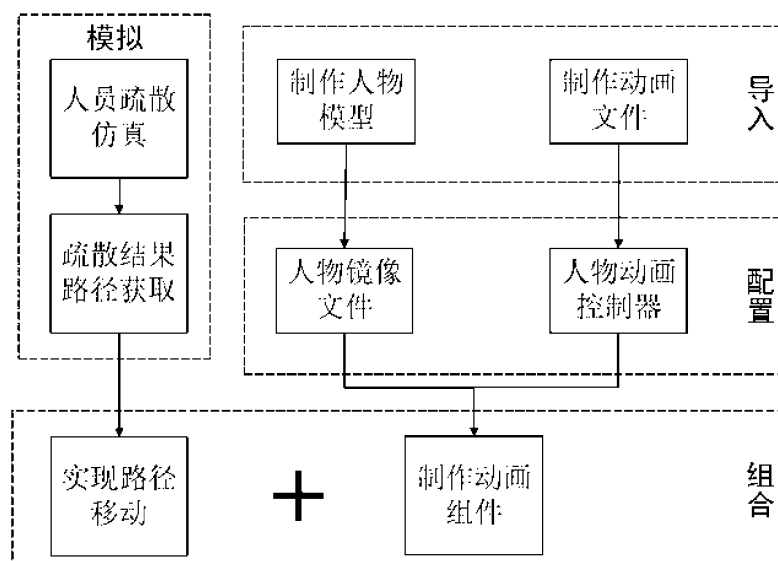 模拟
人员疏散
仿真
疏散结果
路径获取
制作人物
模型
制作动画
文件
导
入
人物镜像
文件
人物动画
控制器
配
置
实现路径
移动
+
制作动画
组件
组
合